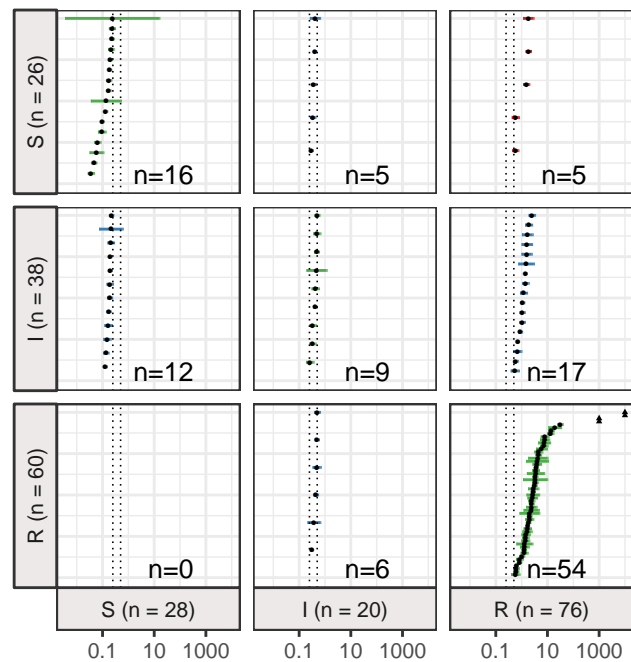 S (n = 26)
n=16
n=5
n=5
I (n = 38)
n=12
n=9
n=17
R (n = 60)
n=0
n=6
n=54
S (n = 28)
I (n = 20)
R (n = 76)
0.1 10 1000
0.1 10 1000
0.1 10 1000